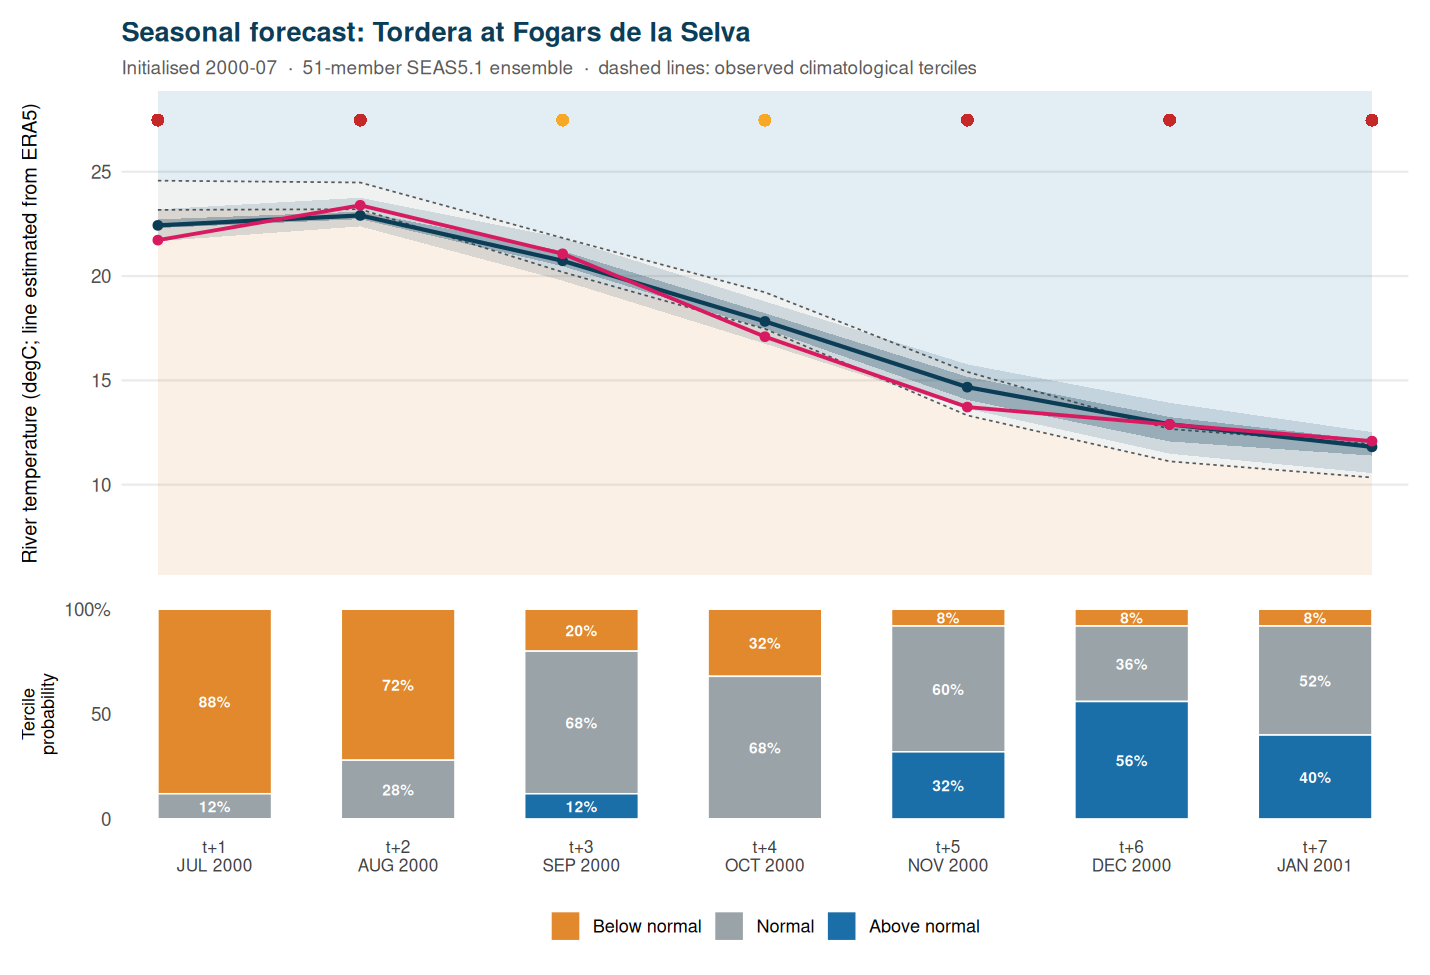 Seasonal forecast: Tordera at Fogars de la Selva
Initialised 2000-07 · 51-member SEAS5.1 ensemble · dashed lines: observed climatological terciles
River temperature (degC; line estimated from ERA5)
25
20
15
10
Tercile
probability
100%
50
0
88%
12%
72%
28%
20%
68%
12%
32%
68%
8%
60%
32%
8%
36%
56%
8%
52%
40%
t+1
JUL 2000
t+2
AUG 2000
t+3
SEP 2000
t+4
OCT 2000
t+5
NOV 2000
t+6
DEC 2000
t+7
JAN 2001
Below normal
Normal
Above normal